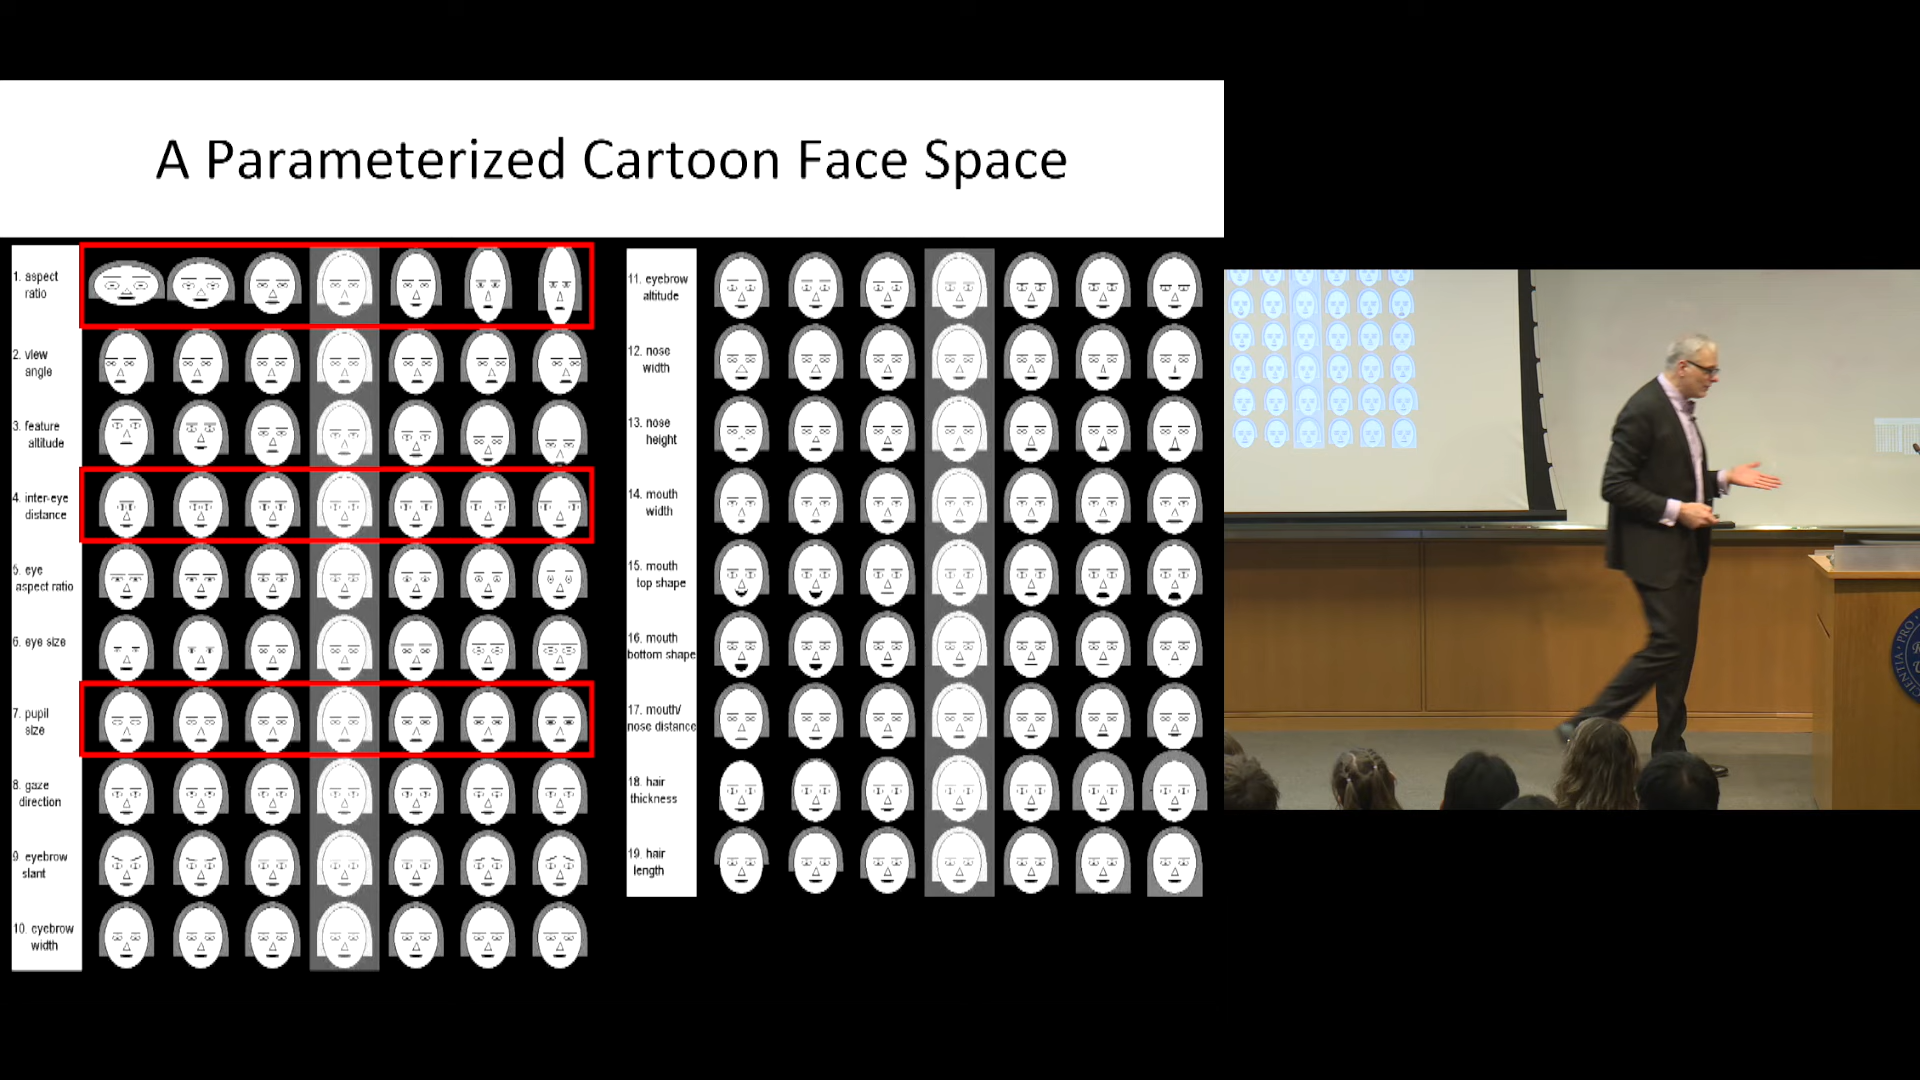 A Parameterized Cartoon Face Space
1. aspect
ratio
2. view
angle
3. feature
altitude
4. inter-eye
distance
5. eye
aspect ratio
6. eye size
7. pupil
size
8. gaze
direction
9. eyebrow
slant
10. eyebrow
width
11. eyebrow
altitude
12. nose
width
13. nose
height
14. mouth
width
15. mouth
top shape
16. mouth
bottom shape
17. mouth/
nose distance
18. hair
thickness
19. hair
length
PRO